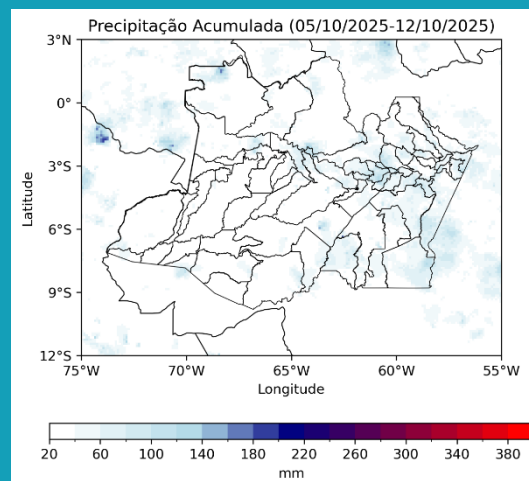 Precipitação Acumulada (05/10/2025-12/10/2025)
3°N
0°
3°S
6°S
9°S
12°S
Latitude
75°W 70°W 65°W 60°W 55°W
Longitude
20 60 100 140 180 220 260 300 340 380
mm